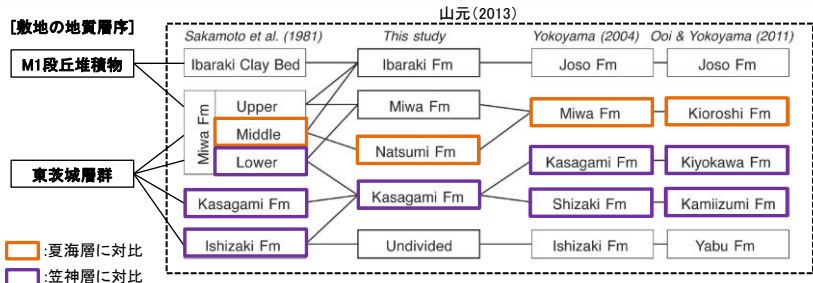 山元(2013)
[敷地の地質層序]
Sakamoto et al. (1981)
This study
Yokoyama (2004)
Ooi & Yokoyama (2011)
M1段丘堆積物
Ibaraki Clay Bed
Ibaraki Fm
Joso Fm
Joso Fm
Miwa Fm
Upper
Miwa Fm
Miwa Fm
Kioroshi Fm
Middle
Natsumi Fm
Lower
Kasagami Fm
Kiyokawa Fm
東茨城層群
Kasagami Fm
Kasagami Fm
Shizaki Fm
Kamiizumi Fm
Ishizaki Fm
Undivided
Ishizaki Fm
Yabu Fm
:夏海層に対比
:笠神層に対比